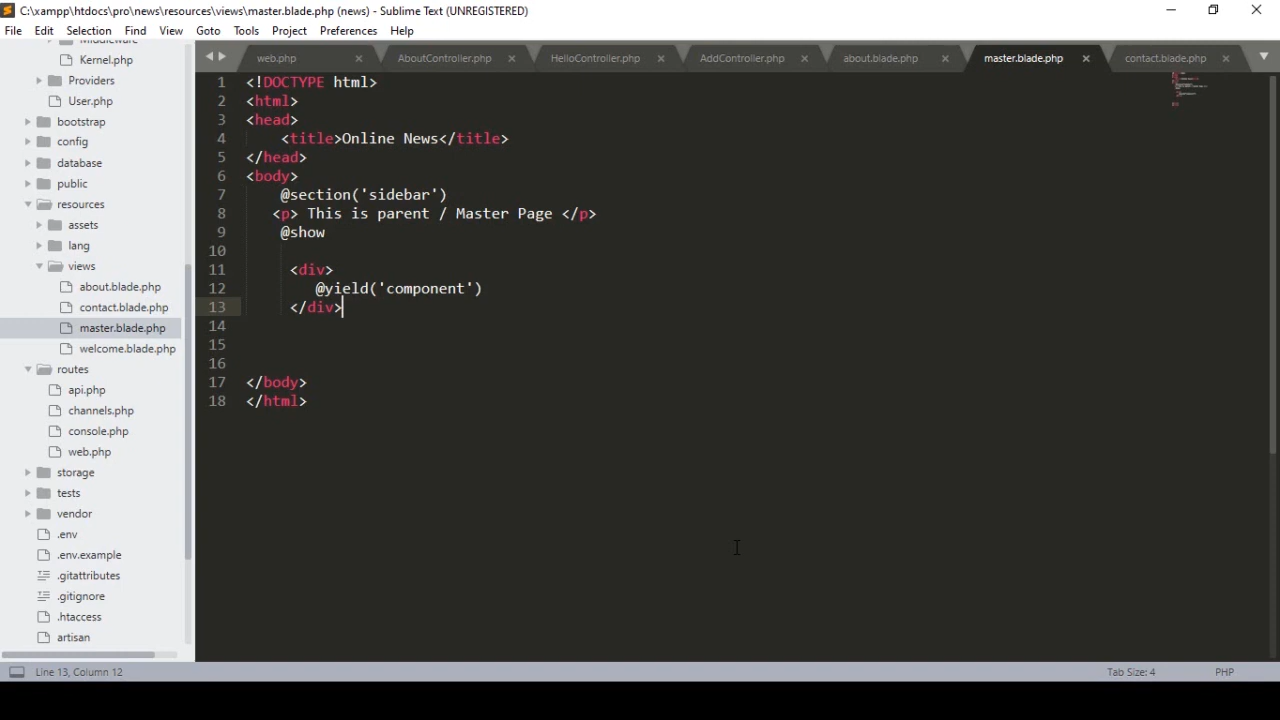 C:\xampp\htdocs\pro\news\resources\views\master.blade.php (news) - Sublime Text (UNREGISTERED)
File Edit Selection Find View Goto Tools Project Preferences Help
Middleware
Kernel.php
Providers
User.php
bootstrap
config
database
public
resources
assets
lang
views
about.blade.php
contact.blade.php
master.blade.php
welcome.blade.php
routes
api.php
channels.php
console.php
web.php
storage
tests
vendor
.env
.env.example
.gitattributes
.gitignore
.htaccess
artisan
web.php AboutController.php HelloController.php AddController.php about.blade.php master.blade.php contact.blade.php
1 <!DOCTYPE html>
2 <html>
3 <head>
4 <title>Online News</title>
5 </head>
6 <body>
7 @section('sidebar')
8 <p> This is parent / Master Page </p>
9 @show
10
11 <div>
12 @yield('component')
13 </div>
14
15
16
17 </body>
18 </html>
Line 13, Column 12 Tab Size: 4 PHP